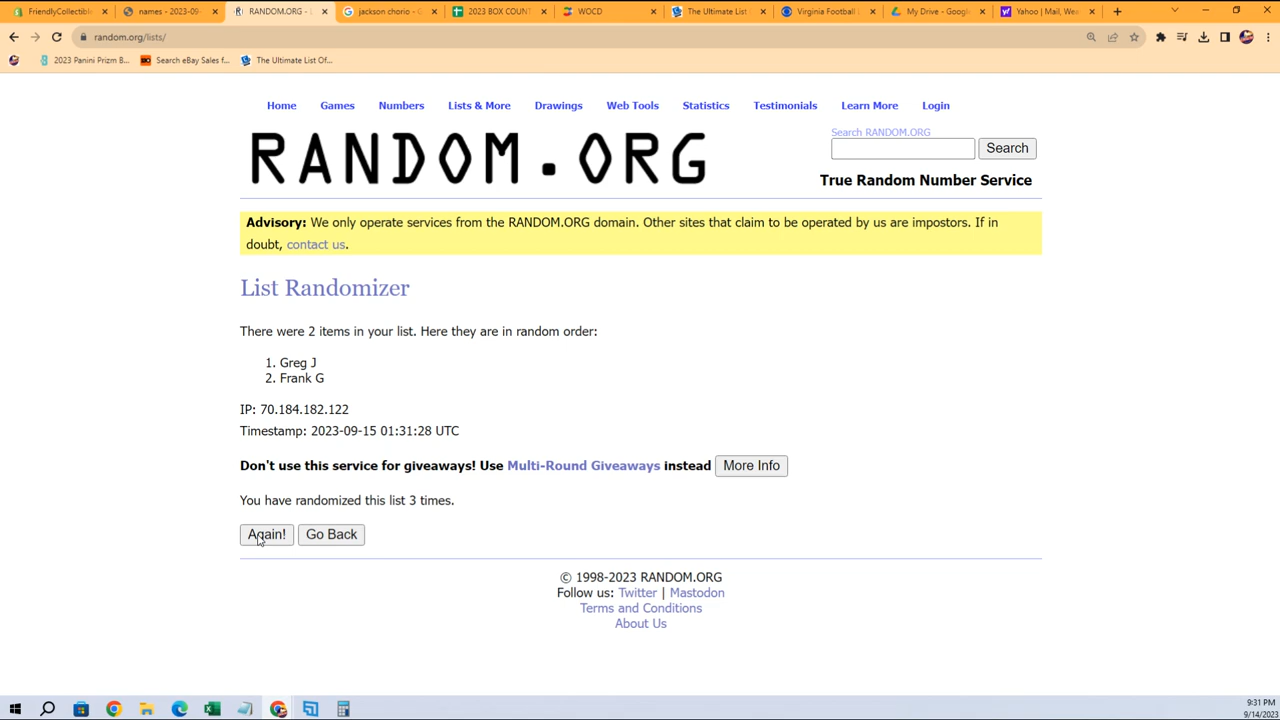 FriendlyCollectible
names - 2023-09-
RANDOM.ORG - L
jackson chorio - G
2023 BOX COUNT
WOCD
The Ultimate List
Virginia Football
My Drive - Google
Yahoo | Mail, Wea
random.org/lists/
2023 Panini Prizm B...
Search eBay Sales f...
The Ultimate List Of...
Home Games Numbers Lists & More Drawings Web Tools Statistics Testimonials Learn More Login
RANDOM.ORG
Search RANDOM.ORG
Search
True Random Number Service
Advisory: We only operate services from the RANDOM.ORG domain. Other sites that claim to be operated by us are impostors. If in
doubt, contact us.
List Randomizer
There were 2 items in your list. Here they are in random order:
1. Greg J
2. Frank G
IP: 70.184.182.122
Timestamp: 2023-09-15 01:31:28 UTC
Don't use this service for giveaways! Use Multi-Round Giveaways instead More Info
You have randomized this list 3 times.
Again! Go Back
© 1998-2023 RANDOM.ORG
Follow us: Twitter | Mastodon
Terms and Conditions
About Us
9:31 PM
9/14/2023